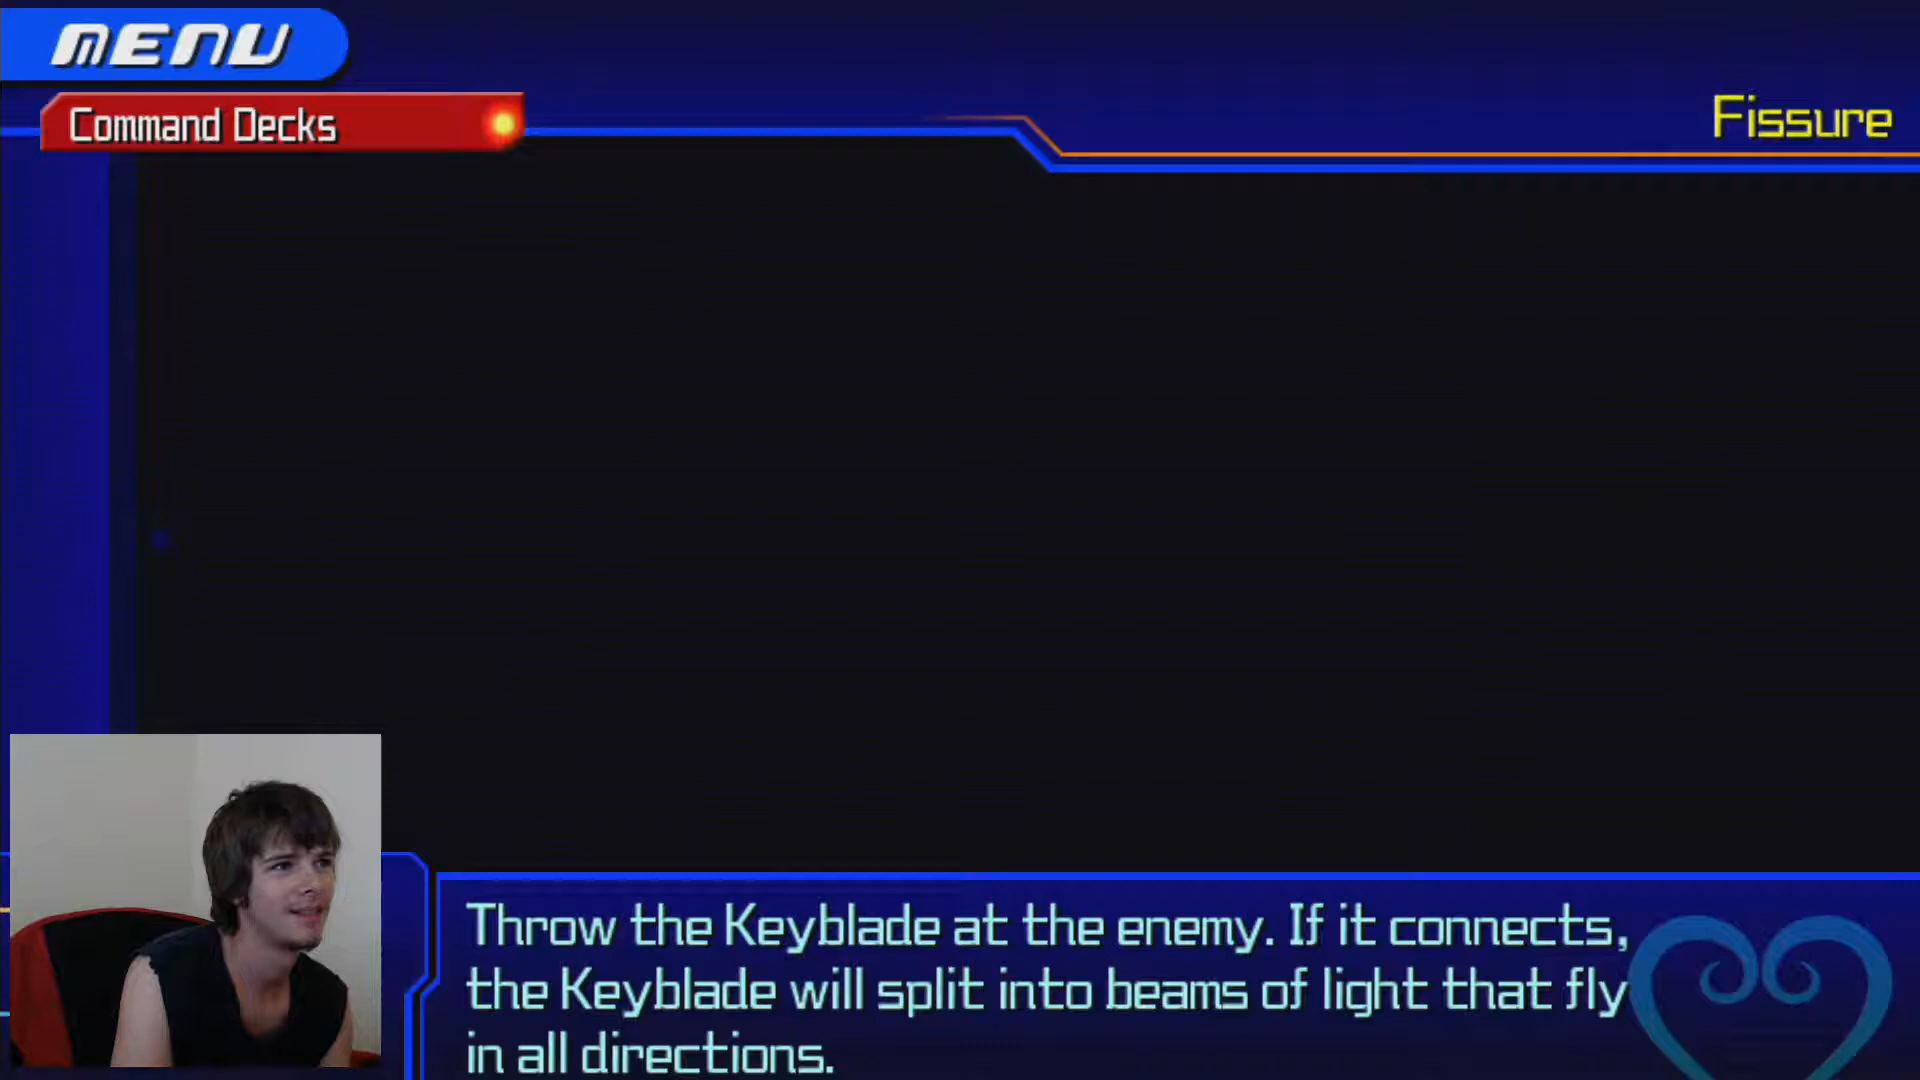 MENU
Command Decks
Fissure
Throw the Keyblade at the enemy. If it connects,
the Keyblade will split into beams of light that fly
in all directions.